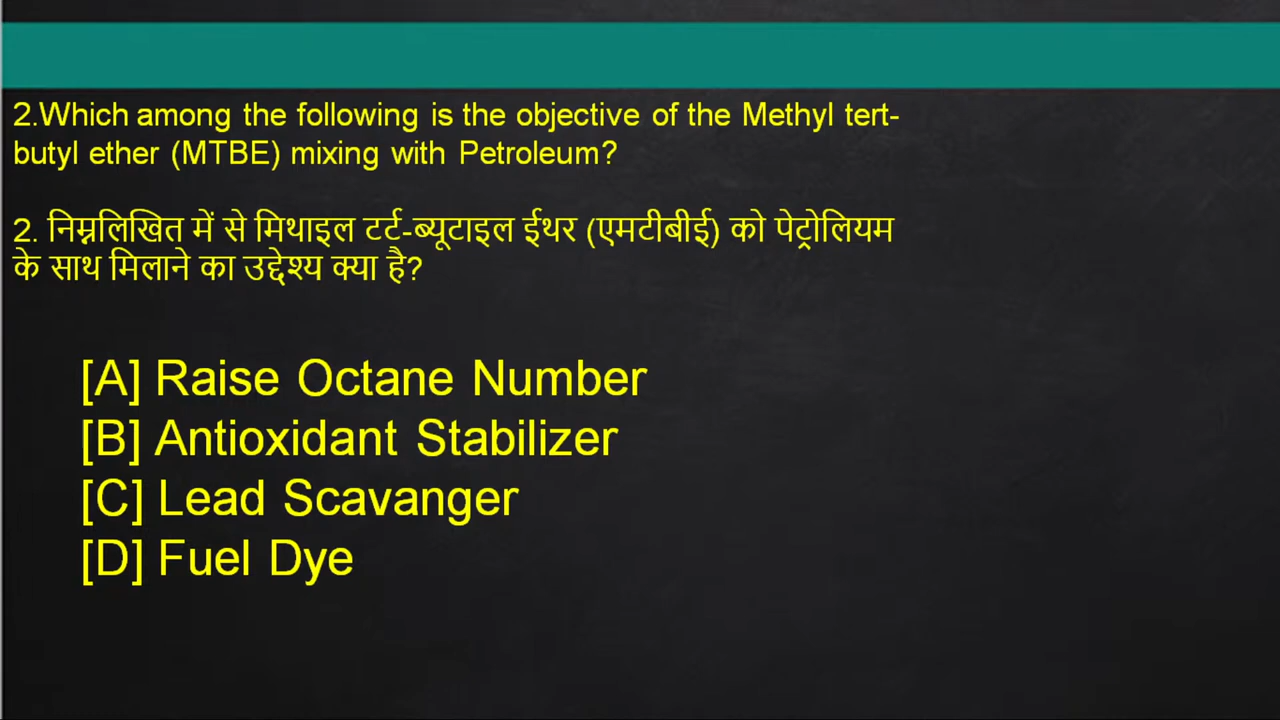 2.Which among the following is the objective of the Methyl tert-
butyl ether (MTBE) mixing with Petroleum?
2. निम्नलिखित में से मिथाइल टर्ट-ब्यूटाइल ईथर (एमटीबीई) को पेट्रोलियम
के साथ मिलाने का उद्देश्य क्या है?
[A] Raise Octane Number
[B] Antioxidant Stabilizer
[C] Lead Scavanger
[D] Fuel Dye